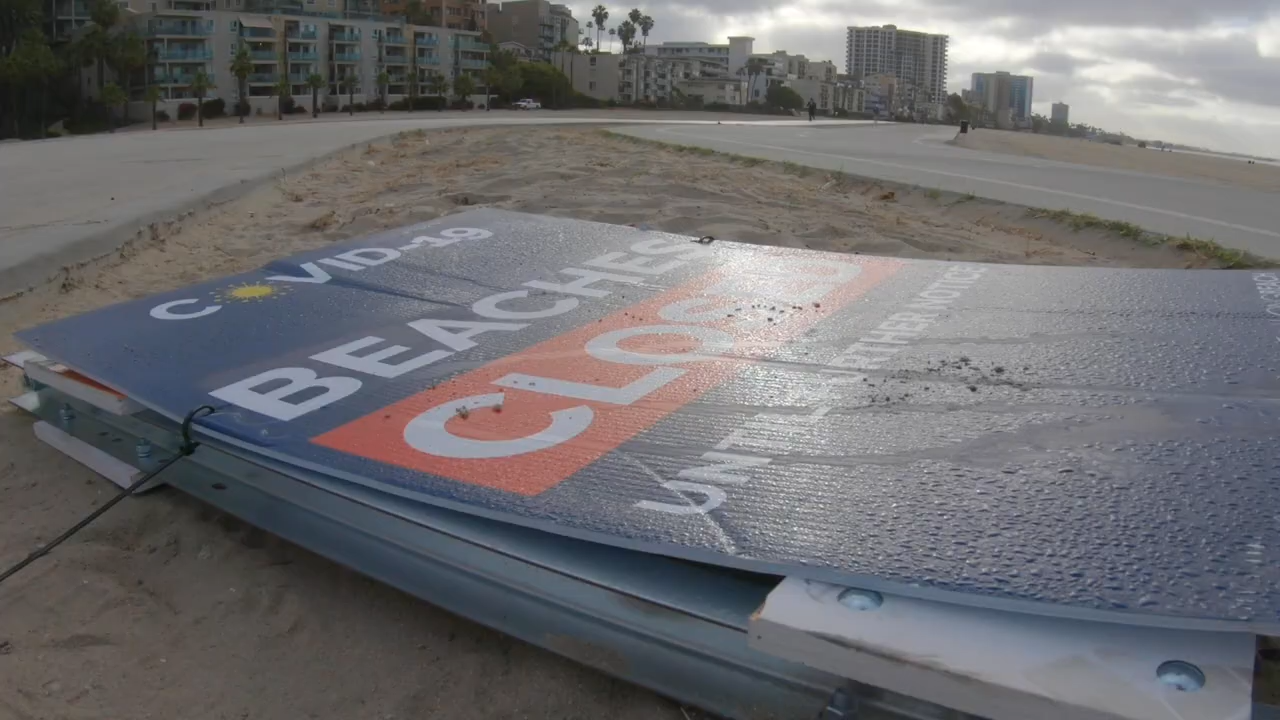 COVID-19
BEACHES
CLOSED
UNTIL FURTHER NOTICE